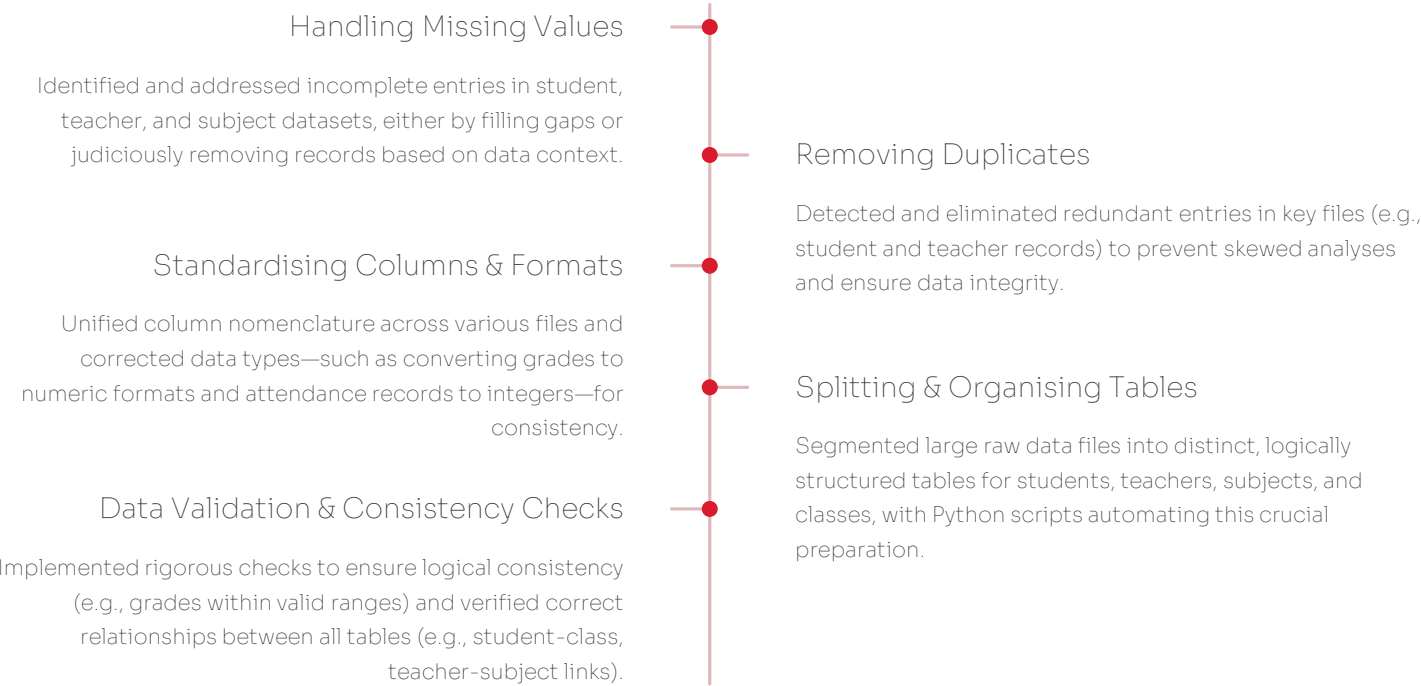 Handling Missing Values
Identified and addressed incomplete entries in student,
teacher, and subject datasets, either by filling gaps or
judiciously removing records based on data context.
Removing Duplicates
Detected and eliminated redundant entries in key files (e.g.,
student and teacher records) to prevent skewed analyses
and ensure data integrity.
Standardising Columns & Formats
Unified column nomenclature across various files and
corrected data types—such as converting grades to
numeric formats and attendance records to integers—for
consistency.
Splitting & Organising Tables
Segmented large raw data files into distinct, logically
structured tables for students, teachers, subjects, and
classes, with Python scripts automating this crucial
preparation.
Data Validation & Consistency Checks
Implemented rigorous checks to ensure logical consistency
(e.g., grades within valid ranges) and verified correct
relationships between all tables (e.g., student-class,
teacher-subject links).